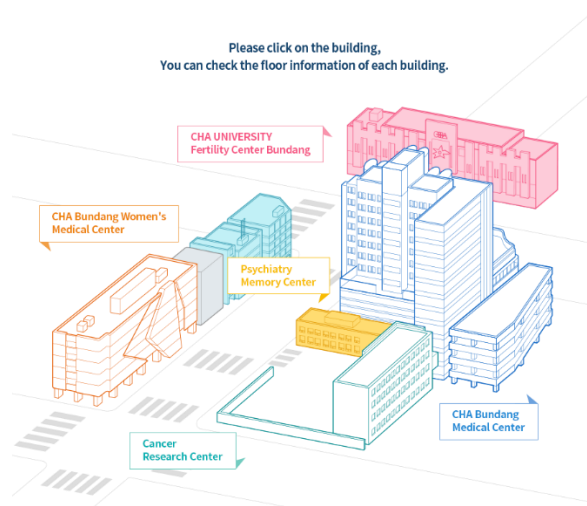 Please click on the building,
You can check the floor information of each building.
CHA UNIVERSITY
Fertility Center Bundang
CHA Bundang Women's
Medical Center
Psychiatry
Memory Center
CHA Bundang
Medical Center
Cancer
Research Center